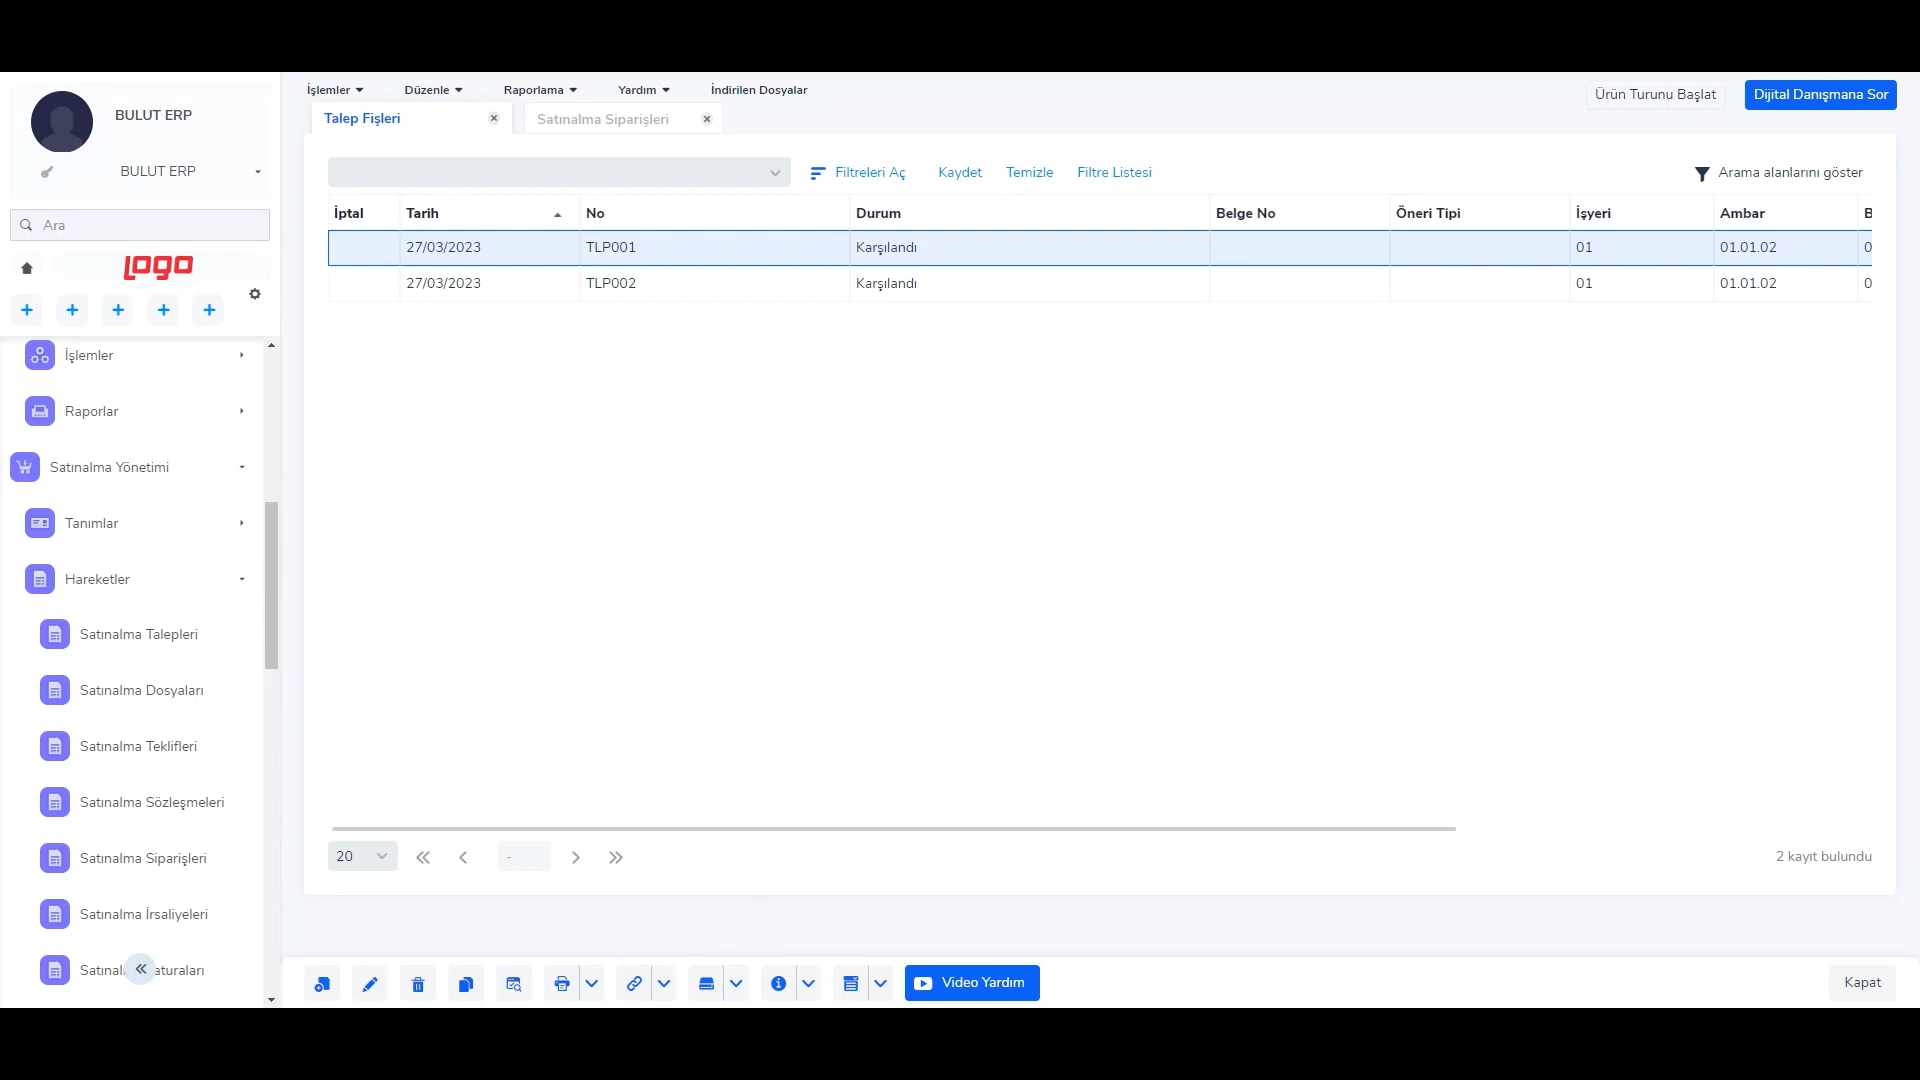 BULUT ERP
BULUT ERP
Ara
LOGO
İşlemler
Raporlar
Satınalma Yönetimi
Tanımlar
Hareketler
Satınalma Talepleri
Satınalma Dosyaları
Satınalma Teklifleri
Satınalma Sözleşmeleri
Satınalma Siparişleri
Satınalma İrsaliyeleri
Satınal aturaları
İşlemler Düzenle Raporlama Yardım İndirilen Dosyalar
Ürün Turunu Başlat Dijital Danışmana Sor
Talep Fişleri Satınalma Siparişleri
Filtreleri Aç Kaydet Temizle Filtre Listesi Arama alanlarını göster
İptal Tarih No Durum Belge No Öneri Tipi İşyeri Ambar B
27/03/2023 TLP001 Karşılandı 01 01.01.02 0
27/03/2023 TLP002 Karşılandı 01 01.01.02 0
20 - 2 kayıt bulundu
Video Yardım Kapat